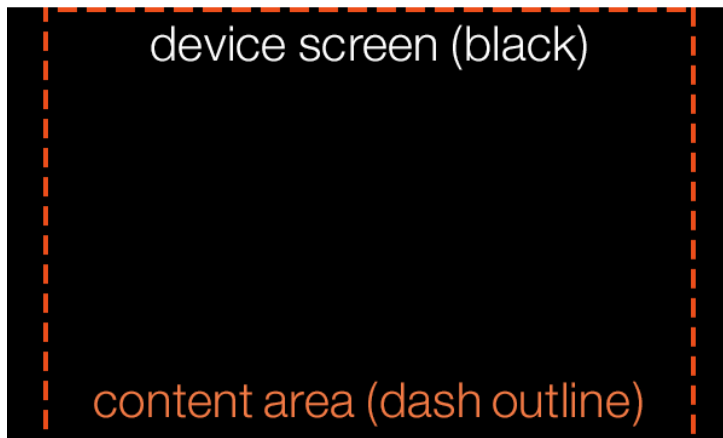 device screen (black)
content area (dash outline)